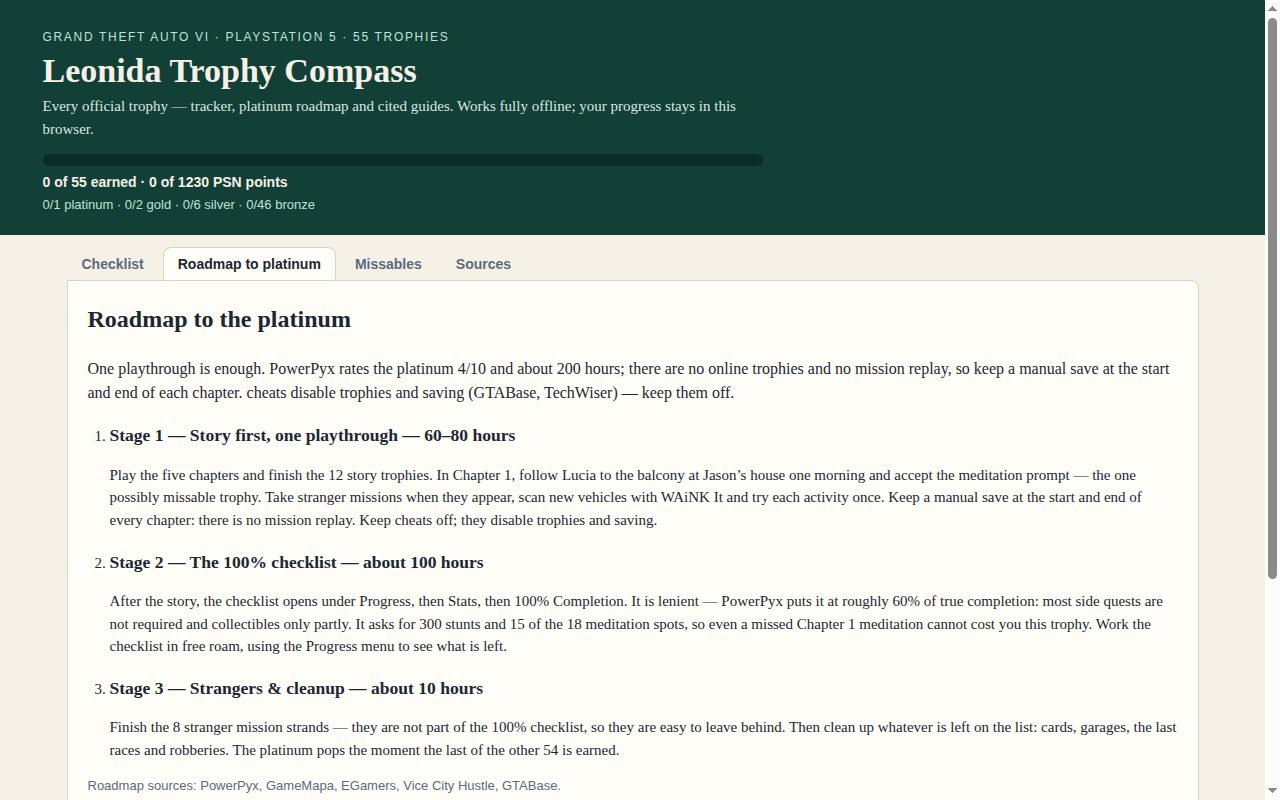 GRAND THEFT AUTO VI · PLAYSTATION 5 · 55 TROPHIES
Leonida Trophy Compass
Every official trophy — tracker, platinum roadmap and cited guides. Works fully offline; your progress stays in this
browser.
0 of 55 earned · 0 of 1230 PSN points
0/1 platinum · 0/2 gold · 0/6 silver · 0/46 bronze
Checklist Roadmap to platinum Missables Sources
Roadmap to the platinum
One playthrough is enough. PowerPyx rates the platinum 4/10 and about 200 hours; there are no online trophies and no mission replay, so keep a manual save at the start
and end of each chapter. cheats disable trophies and saving (GTABase, TechWiser) — keep them off.
1. Stage 1 — Story first, one playthrough — 60–80 hours
Play the five chapters and finish the 12 story trophies. In Chapter 1, follow Lucia to the balcony at Jason’s house one morning and accept the meditation prompt — the one
possibly missable trophy. Take stranger missions when they appear, scan new vehicles with WAiNK It and try each activity once. Keep a manual save at the start and end of
every chapter: there is no mission replay. Keep cheats off; they disable trophies and saving.
2. Stage 2 — The 100% checklist — about 100 hours
After the story, the checklist opens under Progress, then Stats, then 100% Completion. It is lenient — PowerPyx puts it at roughly 60% of true completion: most side quests are
not required and collectibles only partly. It asks for 300 stunts and 15 of the 18 meditation spots, so even a missed Chapter 1 meditation cannot cost you this trophy. Work the
checklist in free roam, using the Progress menu to see what is left.
3. Stage 3 — Strangers & cleanup — about 10 hours
Finish the 8 stranger mission strands — they are not part of the 100% checklist, so they are easy to leave behind. Then clean up whatever is left on the list: cards, garages, the last
races and robberies. The platinum pops the moment the last of the other 54 is earned.
Roadmap sources: PowerPyx, GameMapa, EGamers, Vice City Hustle, GTABase.